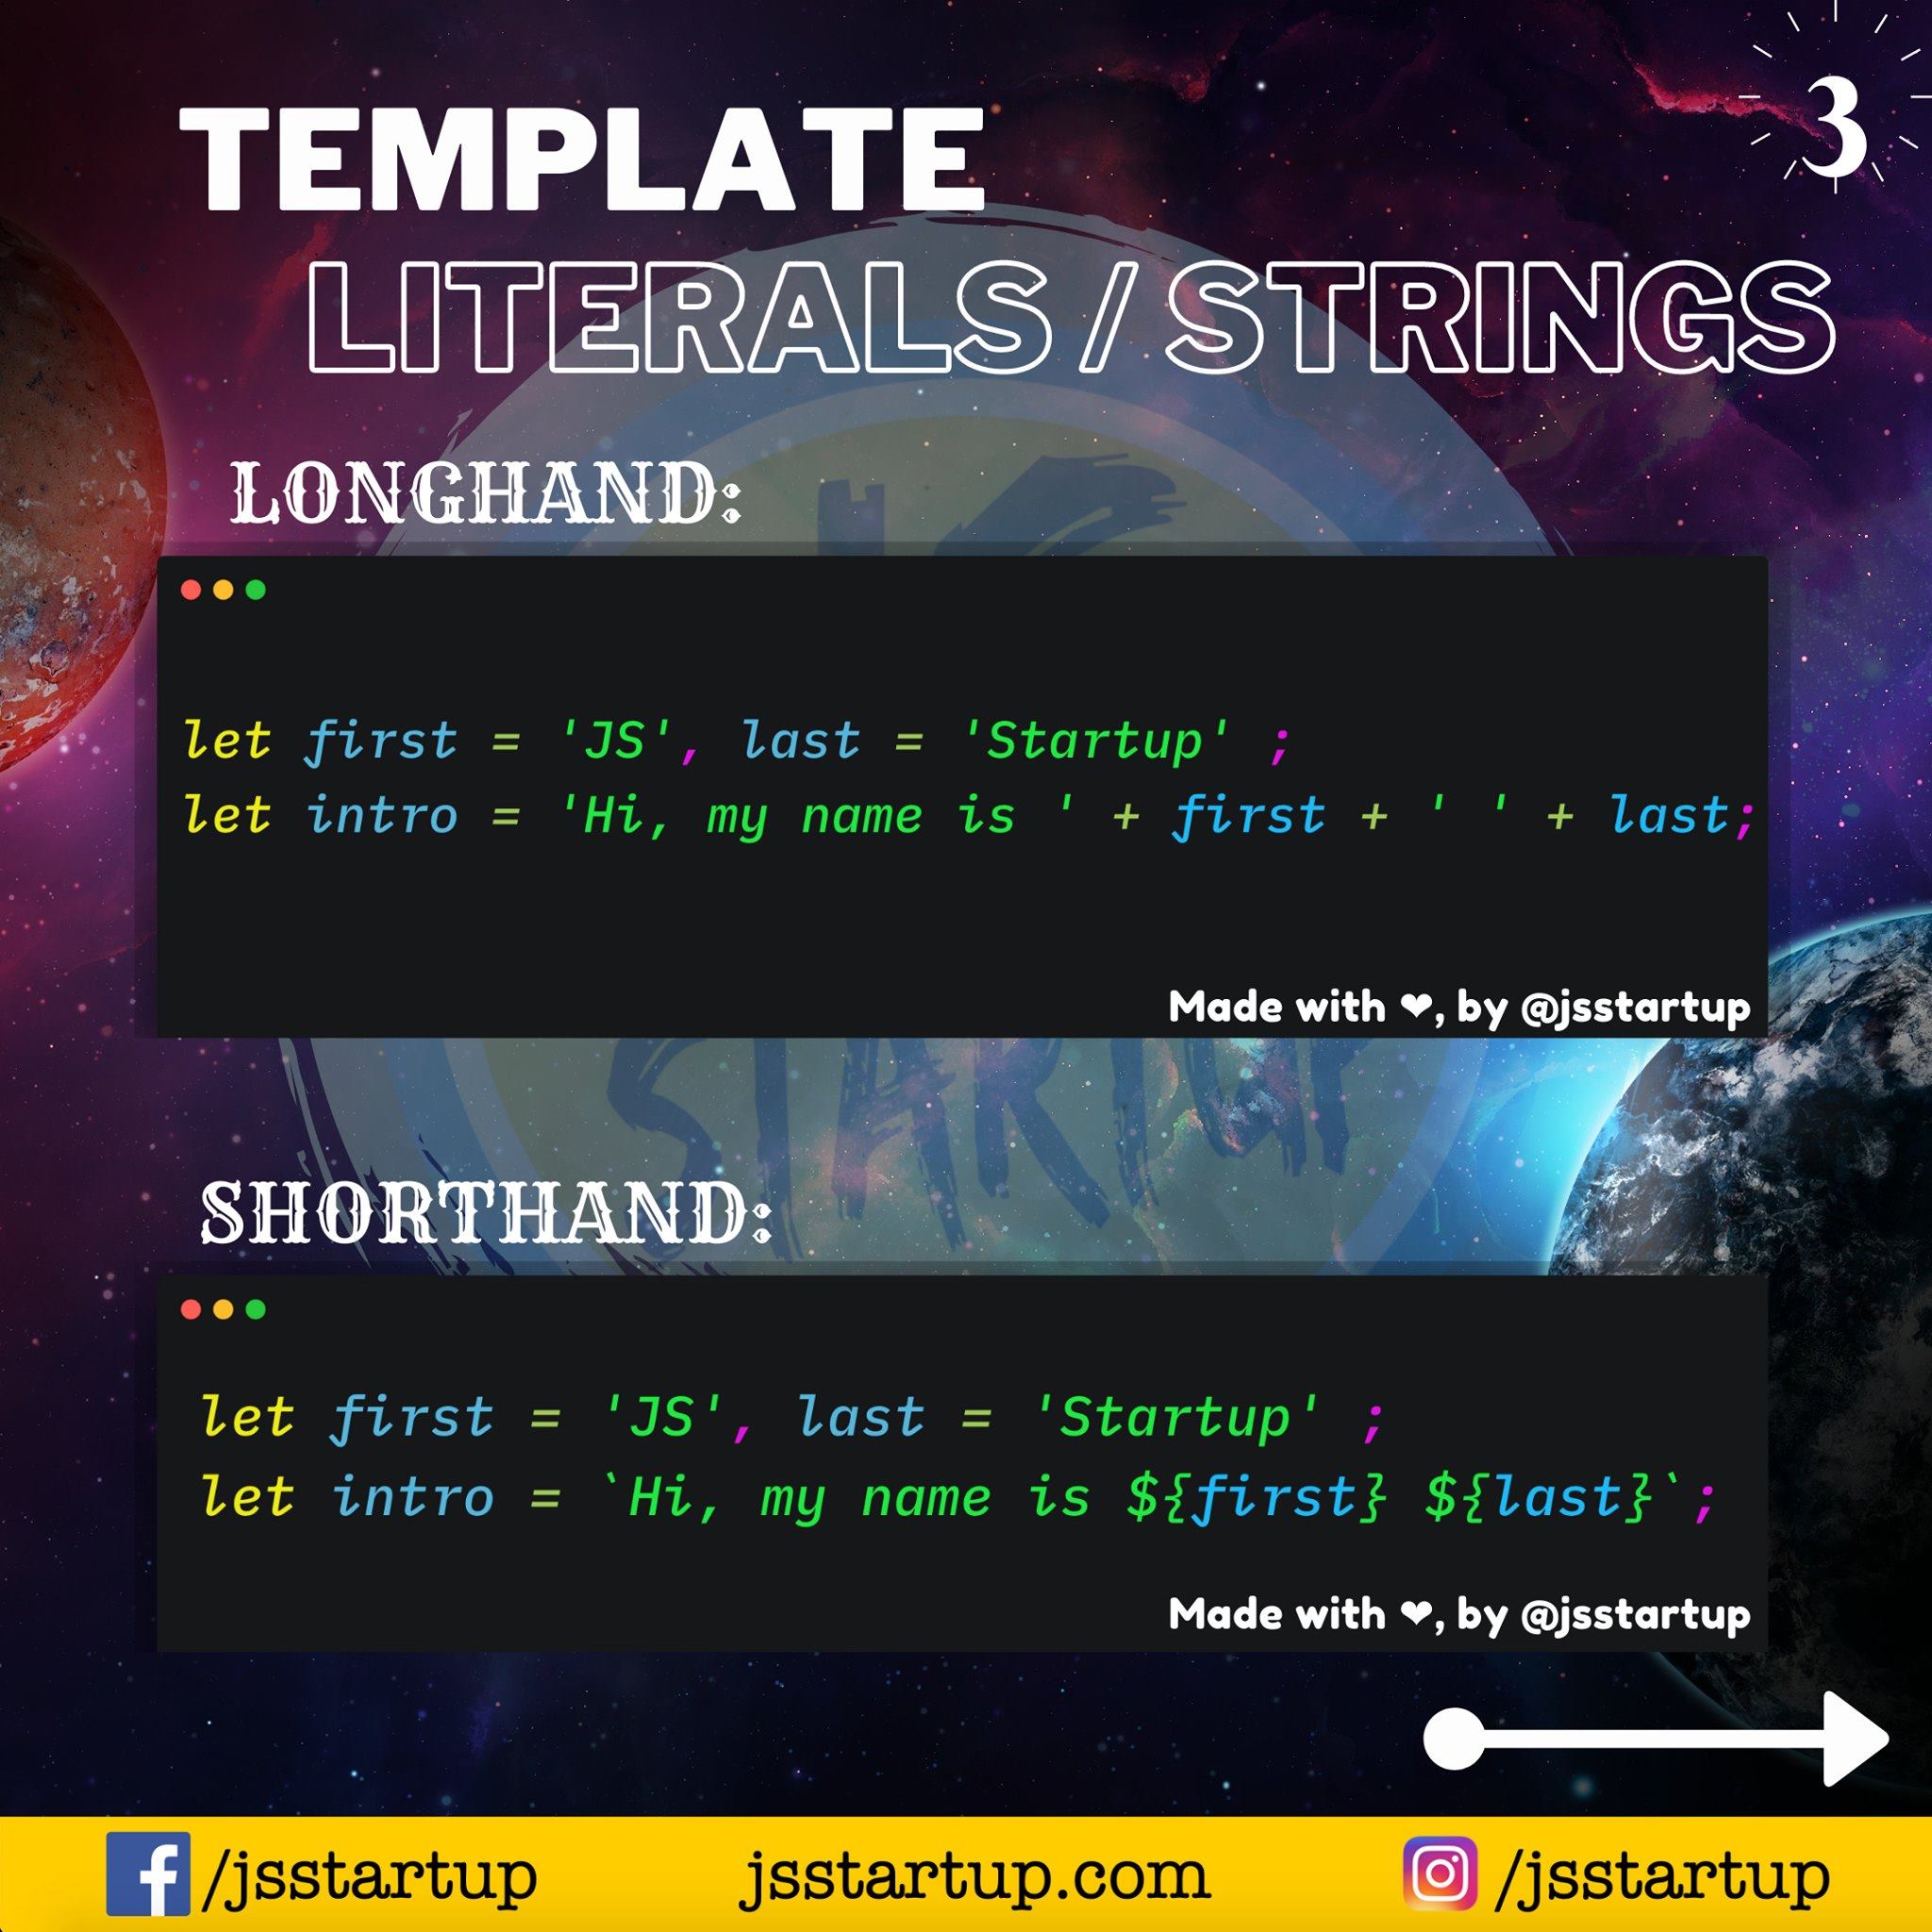 3
TEMPLATE
LITERALS / STRINGS
LONGHAND:
let first = 'JS', last = 'Startup' ;
let intro = 'Hi, my name is ' + first + ' ' + last;
Made with ❤, by @jsstartup
JS
STARTUP
SHORTHAND:
let first = 'JS', last = 'Startup' ;
let intro = `Hi, my name is ${first} ${last}`;
Made with ❤, by @jsstartup
/jsstartup jsstartup.com /jsstartup